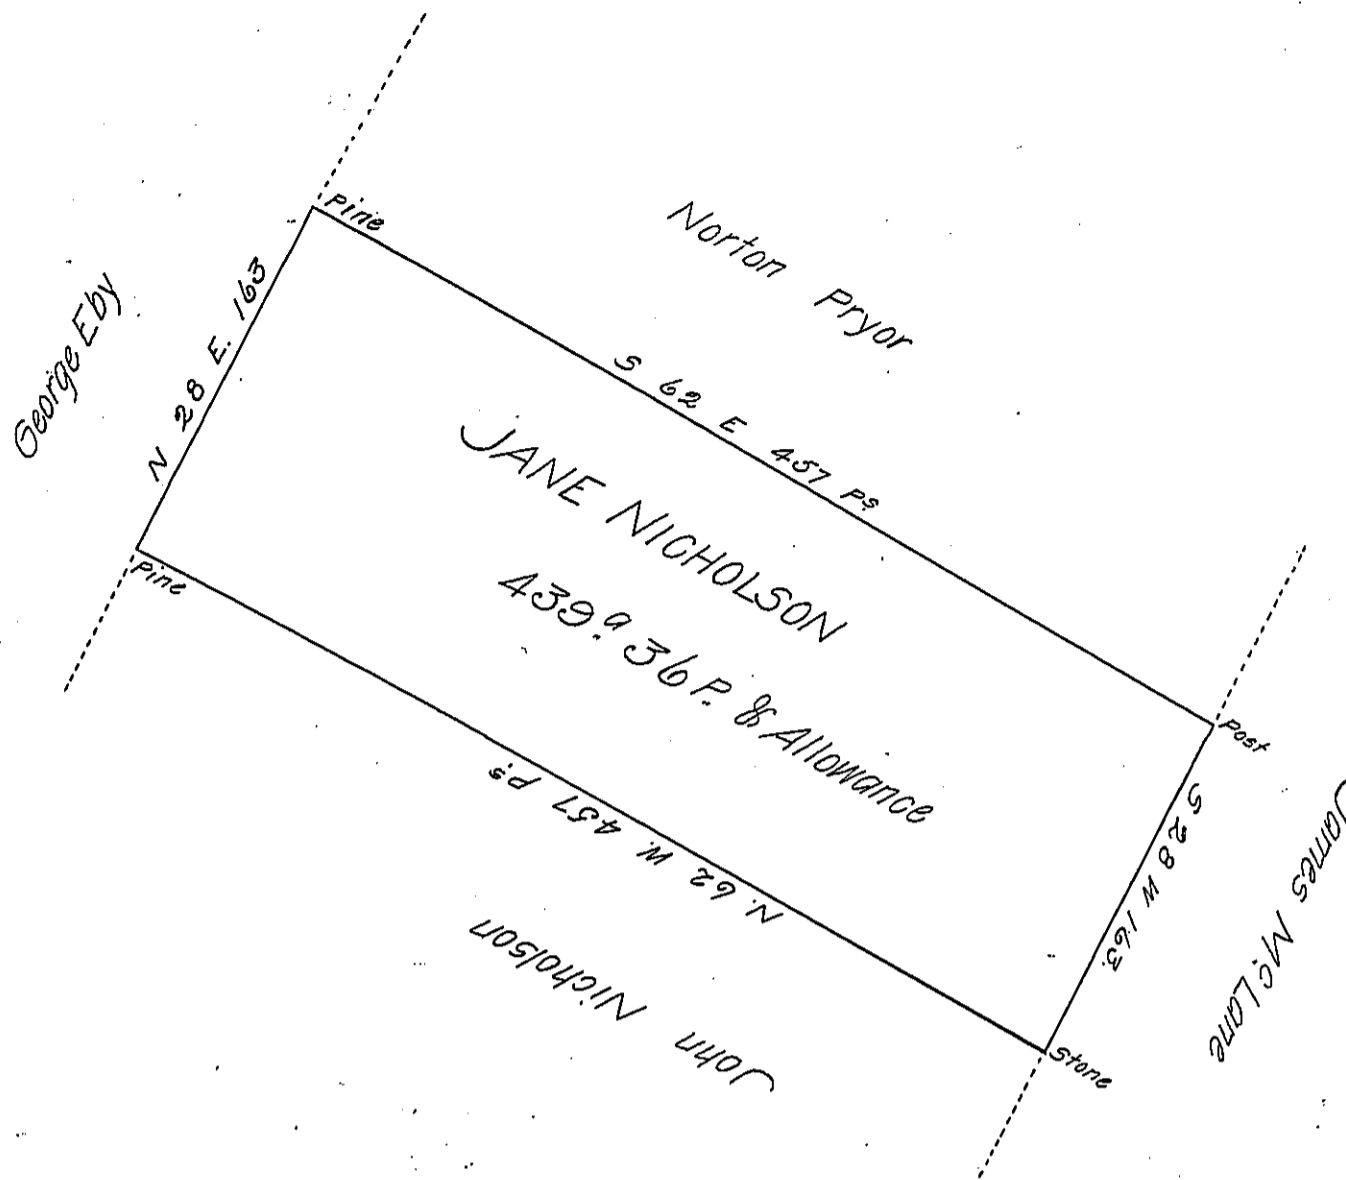 Pine
Norton Pryor
George Eby
N 28 E. 163
S 62 E 457 Ps
JANE NICHOLSON
439.a 36 P. & Allowance
Pine
Post
S 28 W 163.
James McLane
N. 62 W. 457 ps
John Nicholson
Stone